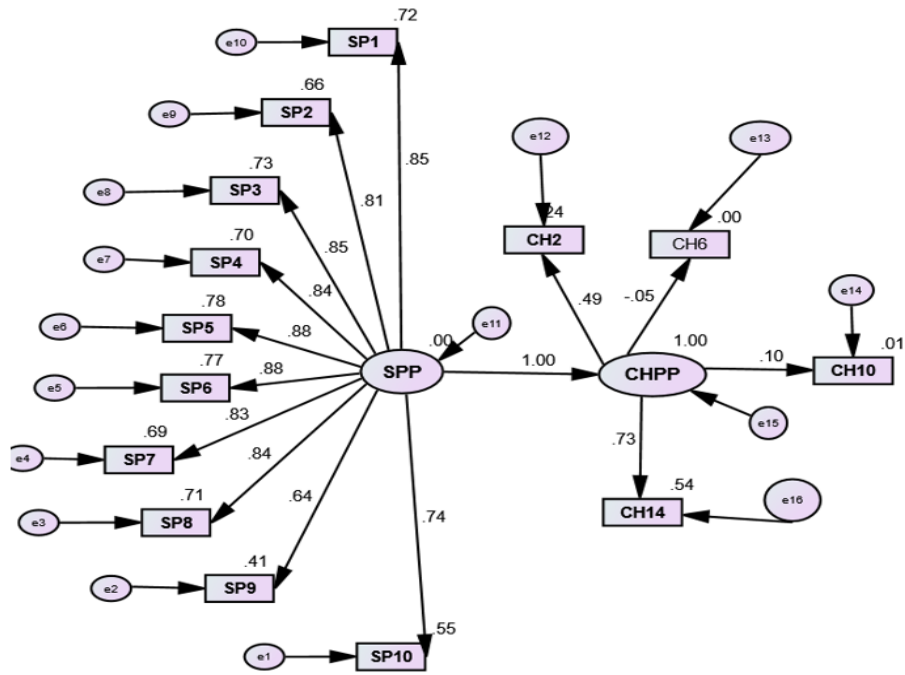 .72
e10
SP1
.66
e9
SP2
.73
e8
SP3
.70
e7
SP4
.78
e6
SP5
.77
e5
SP6
.69
e4
SP7
.71
e3
SP8
.41
e2
SP9
.55
e1
SP10
.85
.81
.85
.84
.88
.88
.83
.84
.64
.74
.00
e11
SPP
1.00
e12
24
CH2
e13
.00
CH6
.49
-.05
1.00
CHPP
.10
e14
.01
CH10
e15
.73
.54
CH14
e16